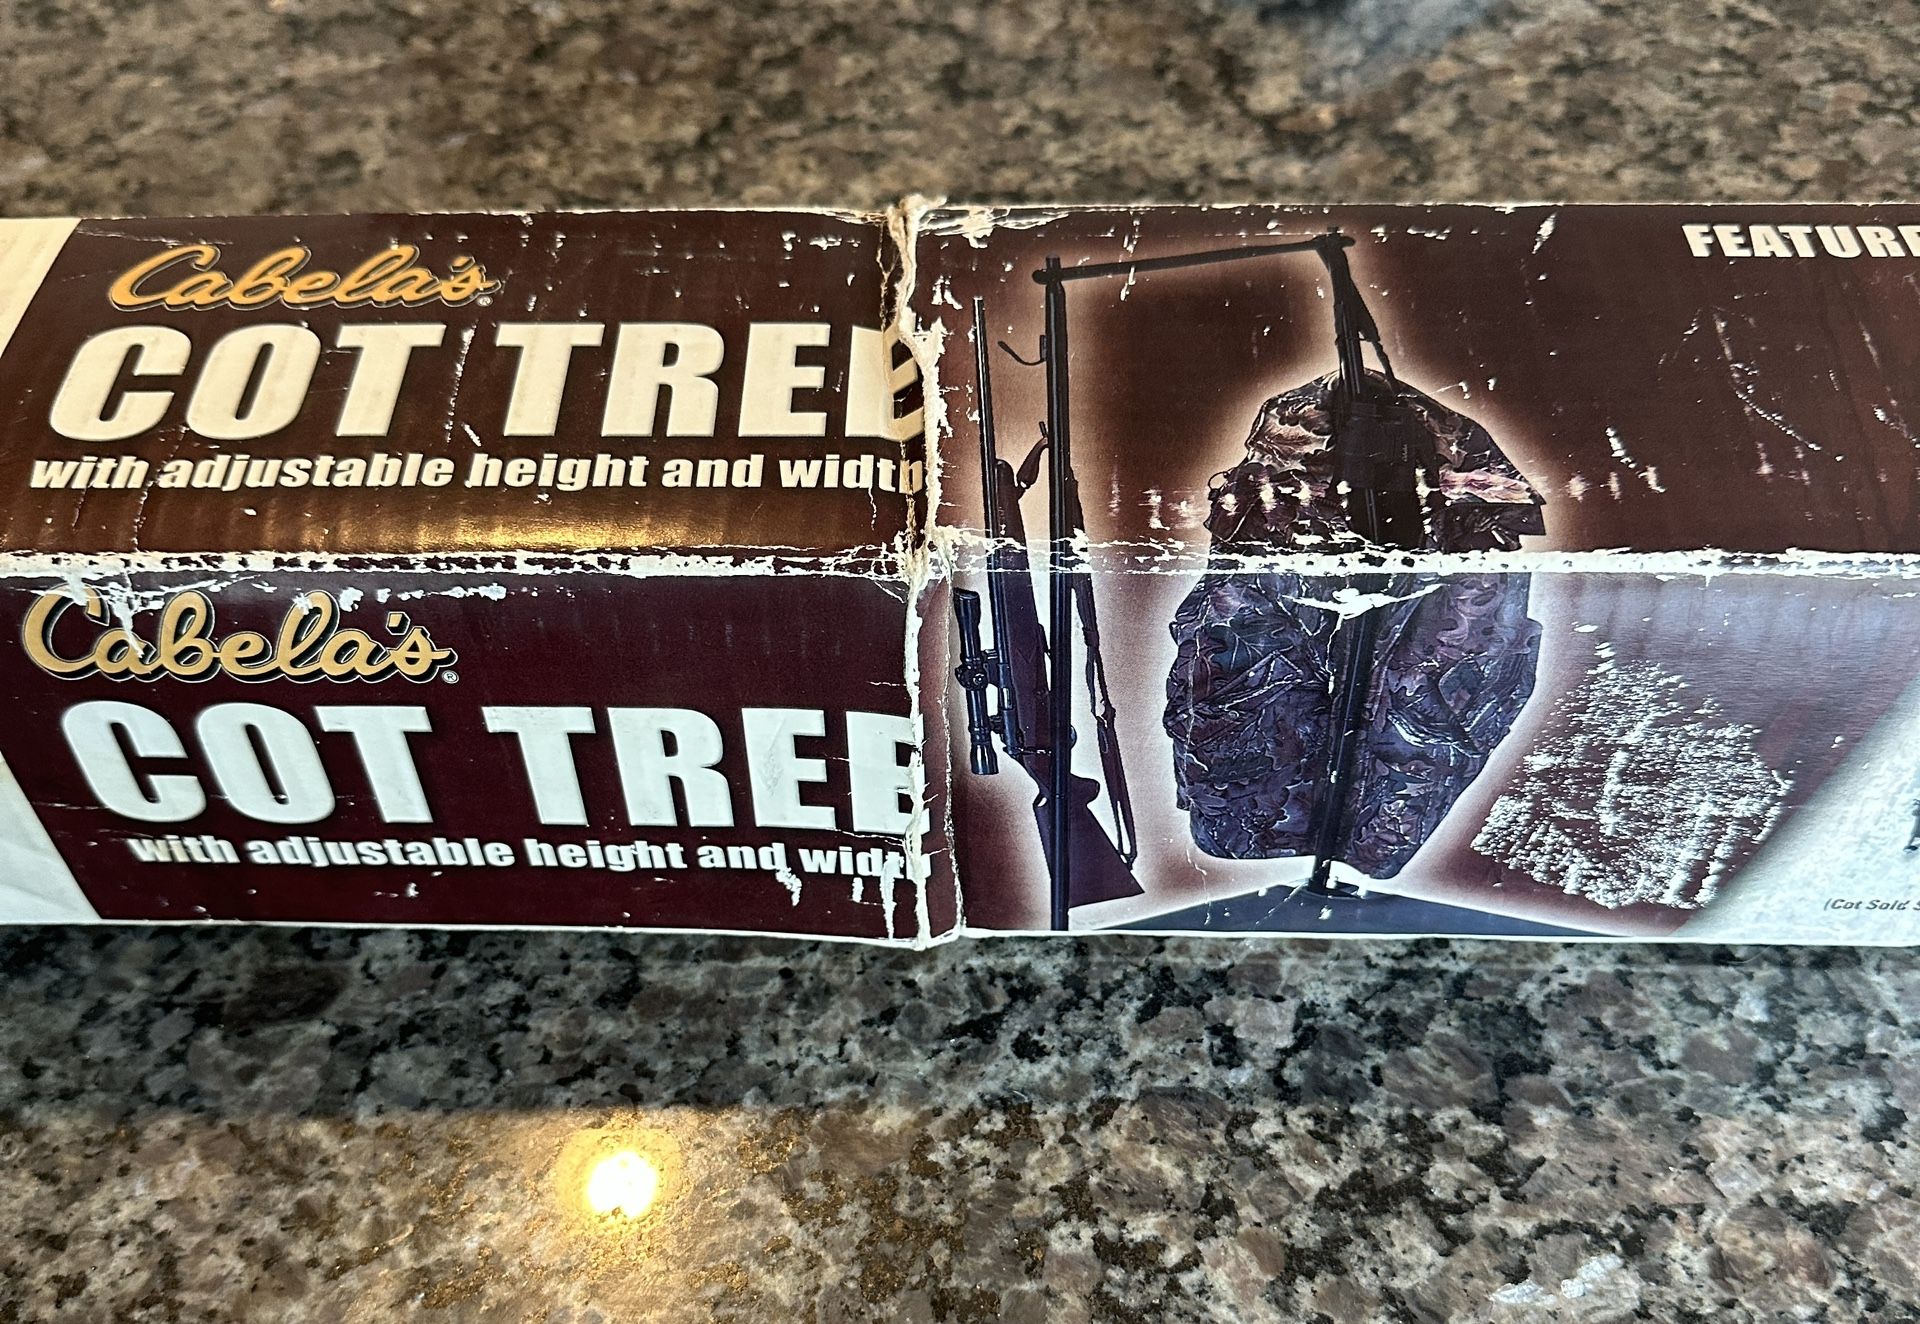 Cabela's®
COT TREE
with adjustable height and width
FEATURE
Cabela's®
COT TREE
with adjustable height and width
(Cot Sold S